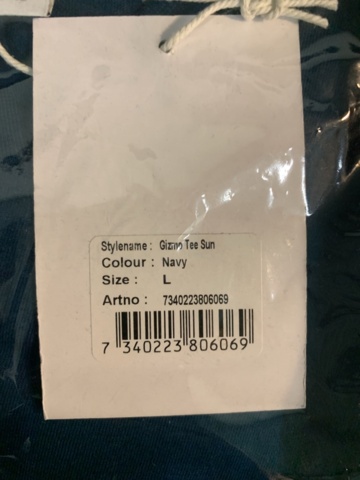 Stylename : Gizmo Tee Sun
Colour : Navy
Size : L
Artno : 7340223806069
7 340223 806069